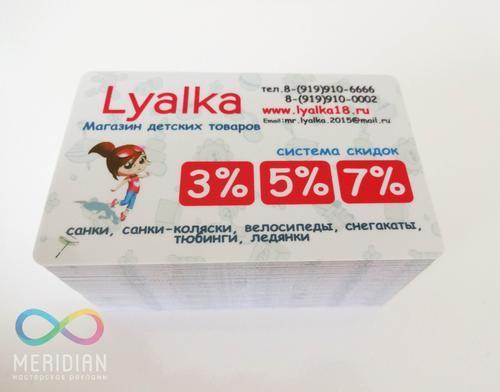 Lyalka
Магазин детских товаров
тел.8-(919)910-6666
8-(919)910-0002
www.lyalka18.ru
Email:mr.lyalka.2015@mail.ru
система скидок
3% 5% 7%
санки, санки-коляски, велосипеды, снегакаты,
тюбинги, ледянки
MERIDIAN
мастерская рекламы